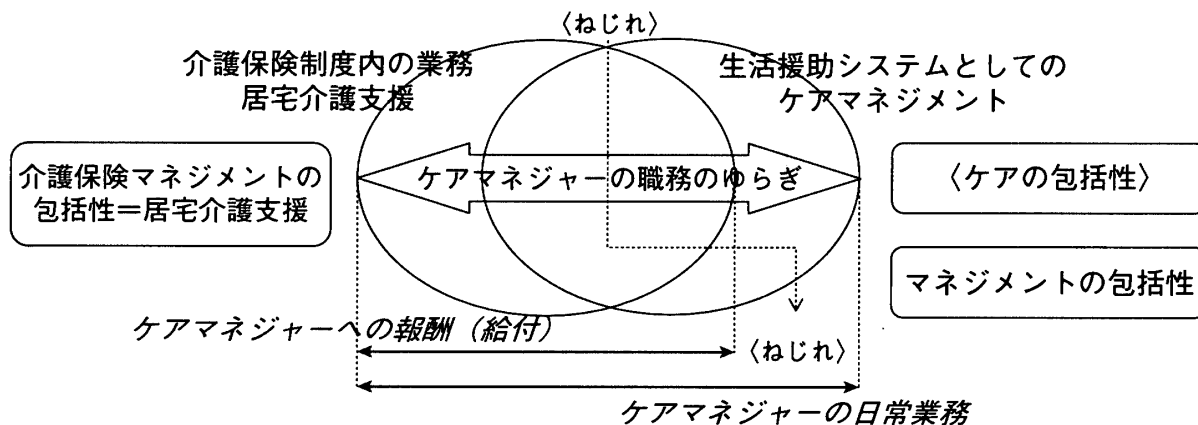 〈ねじれ〉
介護保険制度内の業務
居宅介護支援
生活援助システムとしての
ケアマネジメント
介護保険マネジメントの
包括性＝居宅介護支援
ケアマネジャーの職務のゆらぎ
〈ケアの包括性〉
マネジメントの包括性
ケアマネジャーへの報酬（給付）
〈ねじれ〉
ケアマネジャーの日常業務